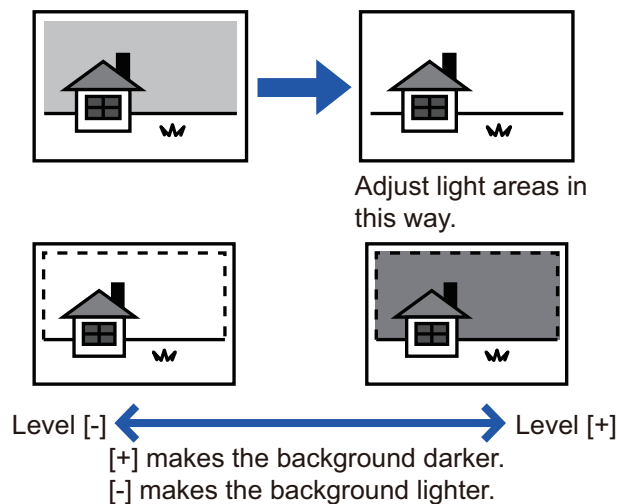 Adjust light areas in
this way.
Level [-]
Level [+]
[+] makes the background darker.
[-] makes the background lighter.